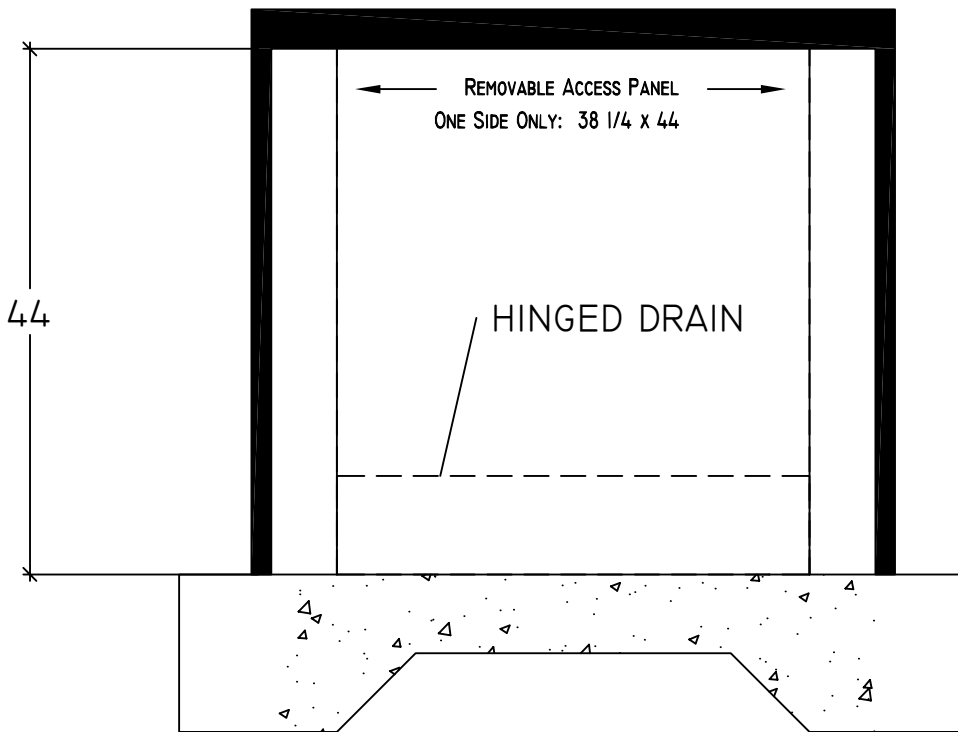 REMOVABLE ACCESS PANEL
ONE SIDE ONLY: 38 1/4 X 44
44
HINGED DRAIN